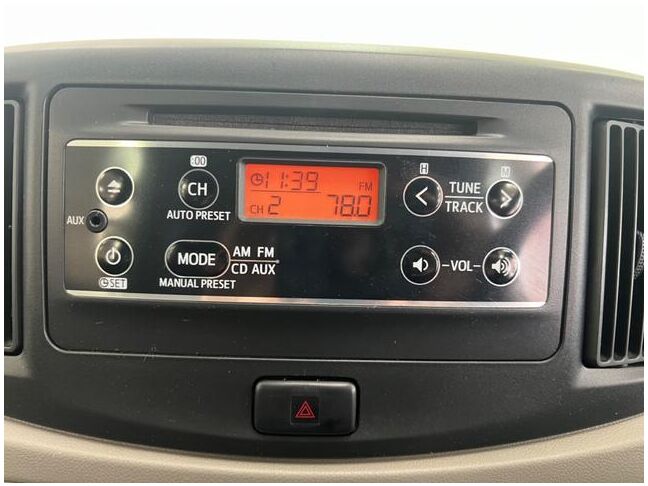 :00
CH
AUTO PRESET
AUX
SET
MODE
AM FM
CD AUX
MANUAL PRESET
11:39
FM
CH 2 78.0
H
M
TUNE
TRACK
VOL